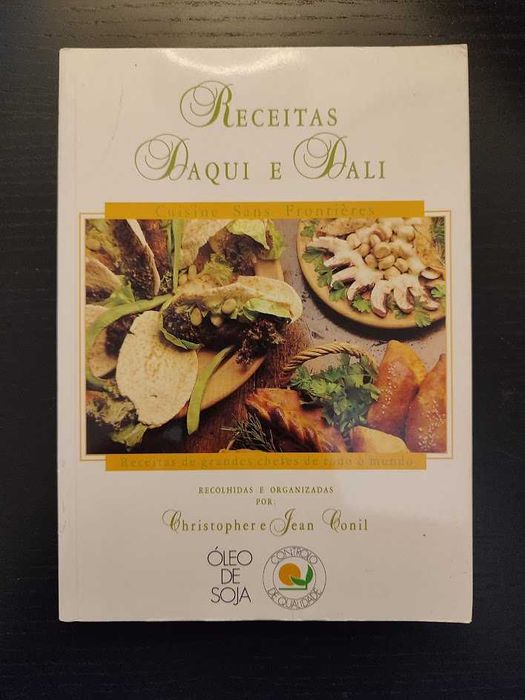 RECEITAS
DAQUI E DALI
Cuisine Sans Frontières
Receitas de grandes chefes de todo o mundo
RECOLHIDAS E ORGANIZADAS
POR:
Christopher e Jean Conil
ÓLEO
DE
SOJA
CONTROLO
DE QUALIDADE